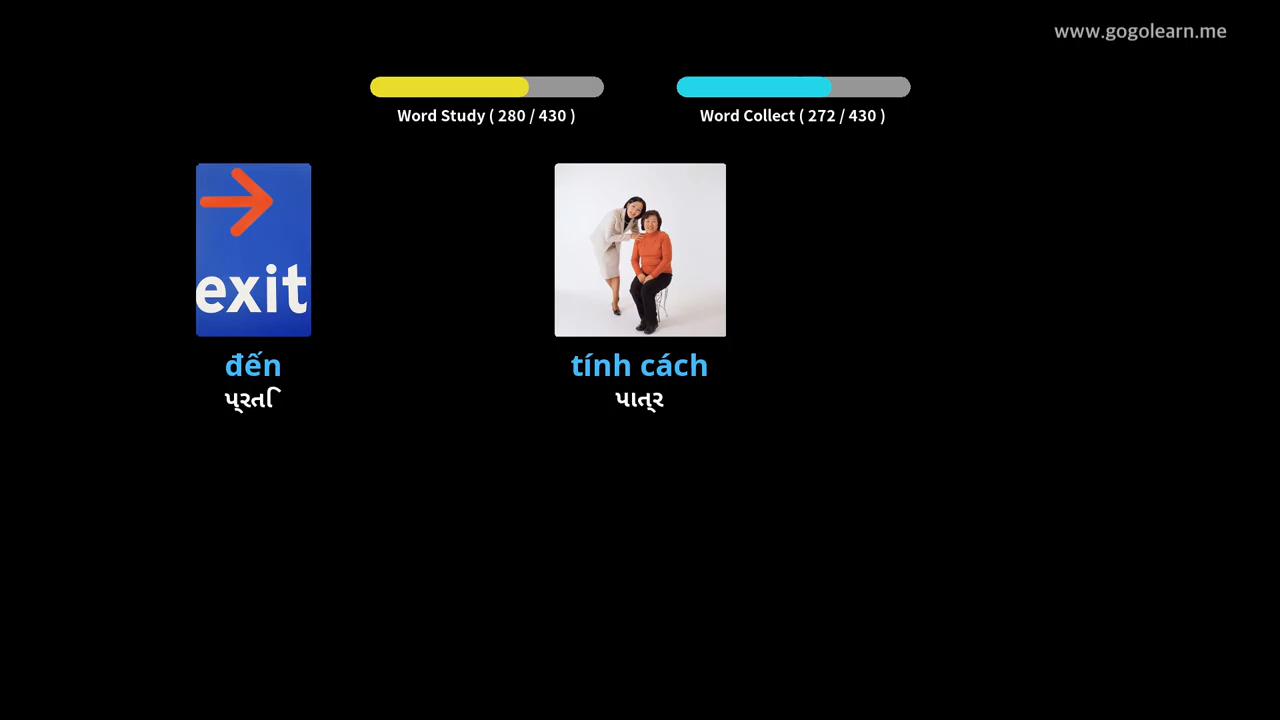 www.gogolearn.me
Word Study ( 280 / 430 )
Word Collect ( 272 / 430 )
exit
đến
tính cách
પ્રતિ
પાત્ર